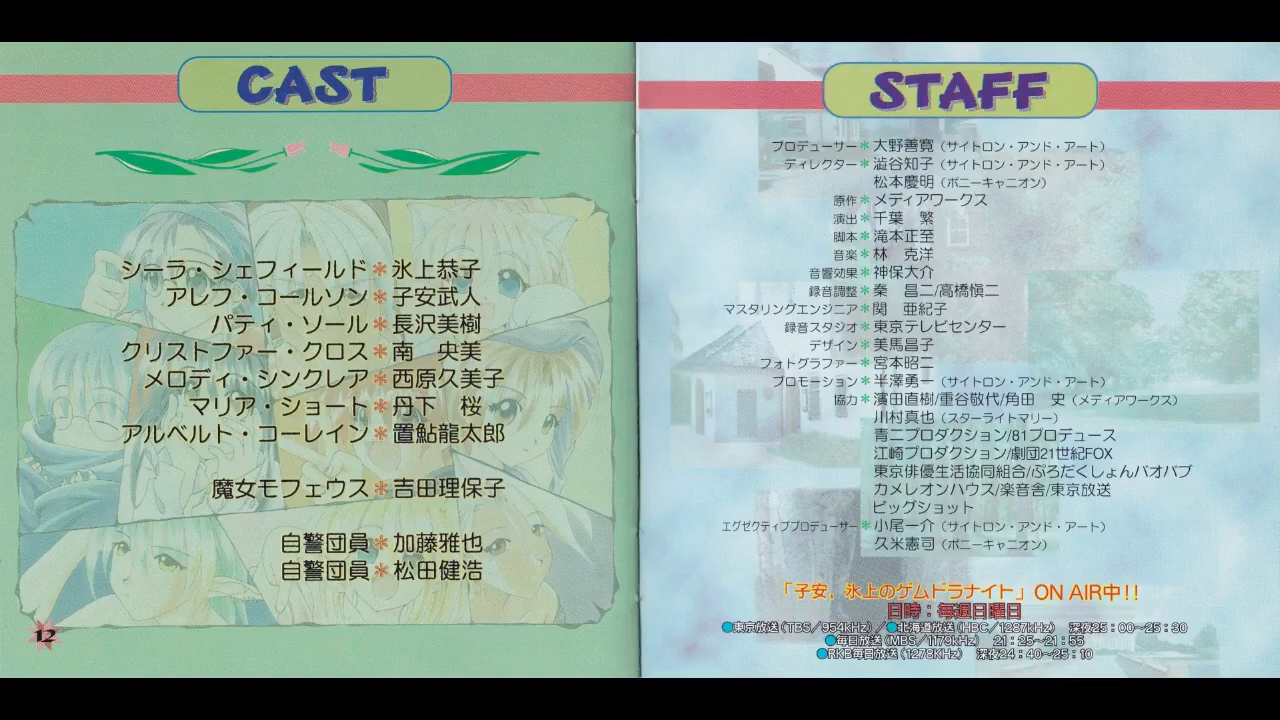 CAST
シーラ・シェフィールド＊氷上恭子
アレフ・コールソン＊子安武人
パティ・ソール＊長沢美樹
クリストファー・クロス＊南　央美
メロディ・シンクレア＊西原久美子
マリア・ショート＊丹下　桜
アルベルト・コーレイン＊置鮎龍太郎
魔女モフェウス＊吉田理保子
自警団員＊加藤雅也
自警団員＊松田健浩
12
STAFF
プロデューサー＊大野善寛（サイトロン・アンド・アート）
ディレクター＊澁谷知子（サイトロン・アンド・アート）
松本慶明（ポニーキャニオン）
原作＊メディアワークス
演出＊千葉　繁
脚本＊滝本正至
音楽＊林　克洋
音響効果＊神保大介
録音調整＊秦　昌二/高橋愼二
マスタリングエンジニア＊関　亜紀子
録音スタジオ＊東京テレビセンター
デザイン＊美馬昌子
フォトグラファー＊宮本昭二
プロモーション＊半澤勇一（サイトロン・アンド・アート）
協力＊濱田直樹/重谷敬代/角田　史（メディアワークス）
川村真也（スターライトマリー）
青二プロダクション/81プロデュース
江崎プロダクション/劇団21世紀FOX
東京俳優生活協同組合/ぷろだくしょんバオバブ
カメレオンハウス/楽音舎/東京放送
ビッグショット
エグゼクティブプロデューサー＊小尾一介（サイトロン・アンド・アート）
久米憲司（ポニーキャニオン）
「子安、氷上のゲムドラナイト」ON AIR中！！
日時：毎週日曜日
●東京放送（TBS／954kHz）／●北海道放送（HBC／1287kHz）　深夜25：00〜25：30
●毎日放送（MBS／1179kHz）　21：25〜21：55
●RKB毎日放送（1278KHz）　深夜24：40〜25：10